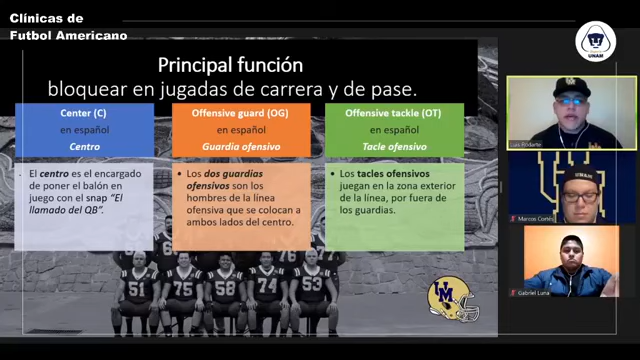 Clínicas de
Futbol Americano
Principal función
bloquear en jugadas de carrera y de pase.
Center (C)
en español
Centro
El centro es el encargado
de poner el balón en
juego con el snap “El
llamado del QB”.
Offensive guard (OG)
en español
Guardia ofensivo
• Los dos guardias
ofensivos son los
hombres de la línea
ofensiva que se colocan a
ambos lados del centro.
Offensive tackle (OT)
en español
Tacle ofensivo
• Los tacles ofensivos
juegan en la zona exterior
de la línea, por fuera de
los guardias.
51
75
58
74
53
UM
UNAM
Marcos Cortés
Gabriel Luna